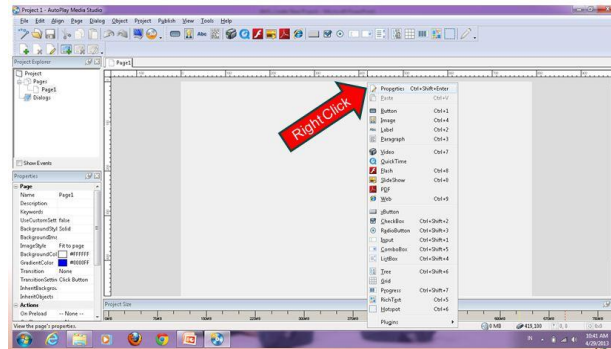 Project 1 - AutoPlay Media Studio
File Edit Align Page Dialog Object Project Publish View Tools Help
Project Explorer
Project
Pages
Page1
Dialogs
Show Events
Page1
Right Click
Properties Ctrl+Shift+Enter
Paste Ctrl+V
Button Ctrl+1
Image Ctrl+4
Label Ctrl+2
Paragraph Ctrl+3
Video Ctrl+7
QuickTime
Flash Ctrl+8
SlideShow Ctrl+0
PDF
Web Ctrl+9
xButton
CheckBox Ctrl+Shift+2
RadioButton Ctrl+Shift+3
Input Ctrl+Shift+1
ComboBox Ctrl+Shift+5
ListBox Ctrl+Shift+4
Tree Ctrl+Shift+6
Grid
Progress Ctrl+Shift+7
RichText Ctrl+5
Hotspot Ctrl+6
Plugins
Properties
Page
Name Page1
Description
Keywords
UseCustomSett False
BackgroundStyl Solid
BackgroundIma
ImageStyle Fit to page
BackgroundCol #FFFFFF
GradientColor
Transition None
TransitionSettin Click Button
InheritBackgrou
InheritObjects
Actions
On Preload -- None --
Project Size
View the page's properties.
0 MB
10:41 AM
4/29/2013